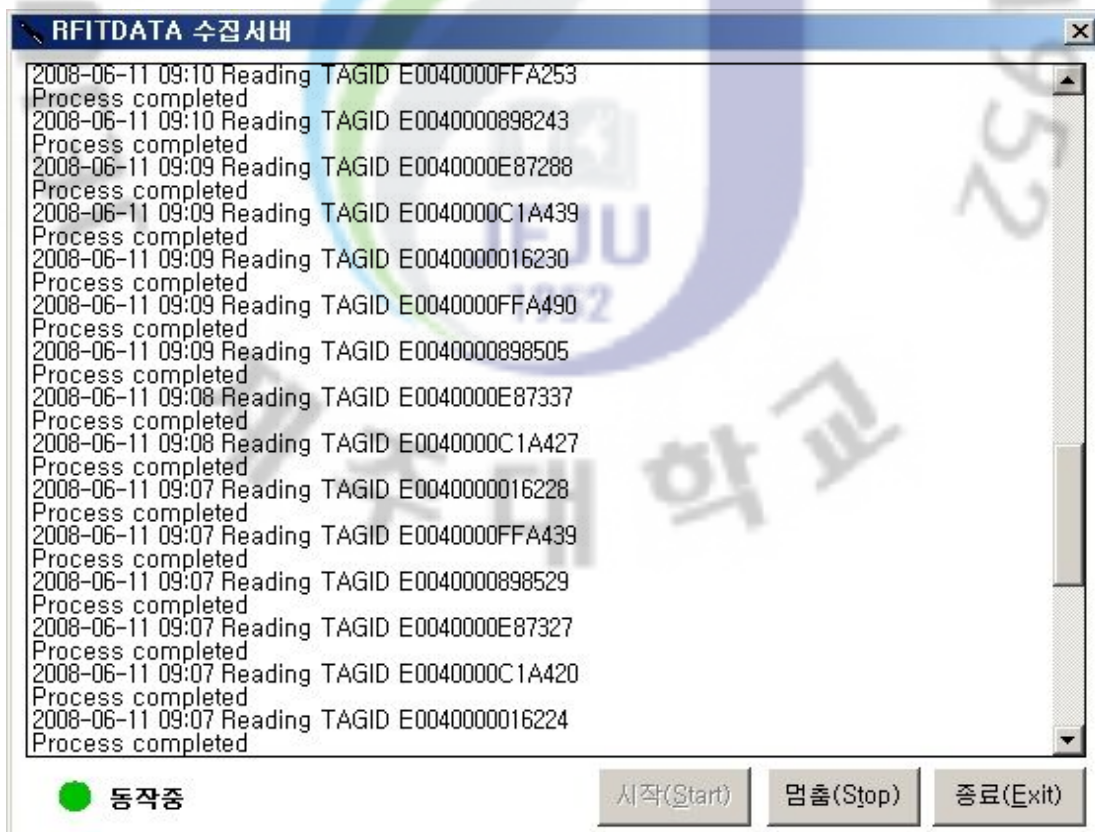 RFITDATA 수집서버
2008-06-11 09:10 Reading TAGID E0040000FFA253
Process completed
2008-06-11 09:10 Reading TAGID E0040000898243
Process completed
2008-06-11 09:09 Reading TAGID E0040000E87288
Process completed
2008-06-11 09:09 Reading TAGID E0040000C1A439
Process completed
2008-06-11 09:09 Reading TAGID E0040000016230
Process completed
2008-06-11 09:09 Reading TAGID E0040000FFA490
Process completed
2008-06-11 09:09 Reading TAGID E0040000898505
Process completed
2008-06-11 09:08 Reading TAGID E0040000E87337
Process completed
2008-06-11 09:08 Reading TAGID E0040000C1A427
Process completed
2008-06-11 09:07 Reading TAGID E0040000016228
Process completed
2008-06-11 09:07 Reading TAGID E0040000FFA439
Process completed
2008-06-11 09:07 Reading TAGID E0040000898529
Process completed
2008-06-11 09:07 Reading TAGID E0040000E87327
Process completed
2008-06-11 09:07 Reading TAGID E0040000C1A420
Process completed
2008-06-11 09:07 Reading TAGID E0040000016224
Process completed
동작중
시작(Start)
멈춤(Stop)
종료(Exit)
JEJU
1952
제주대학교
1952